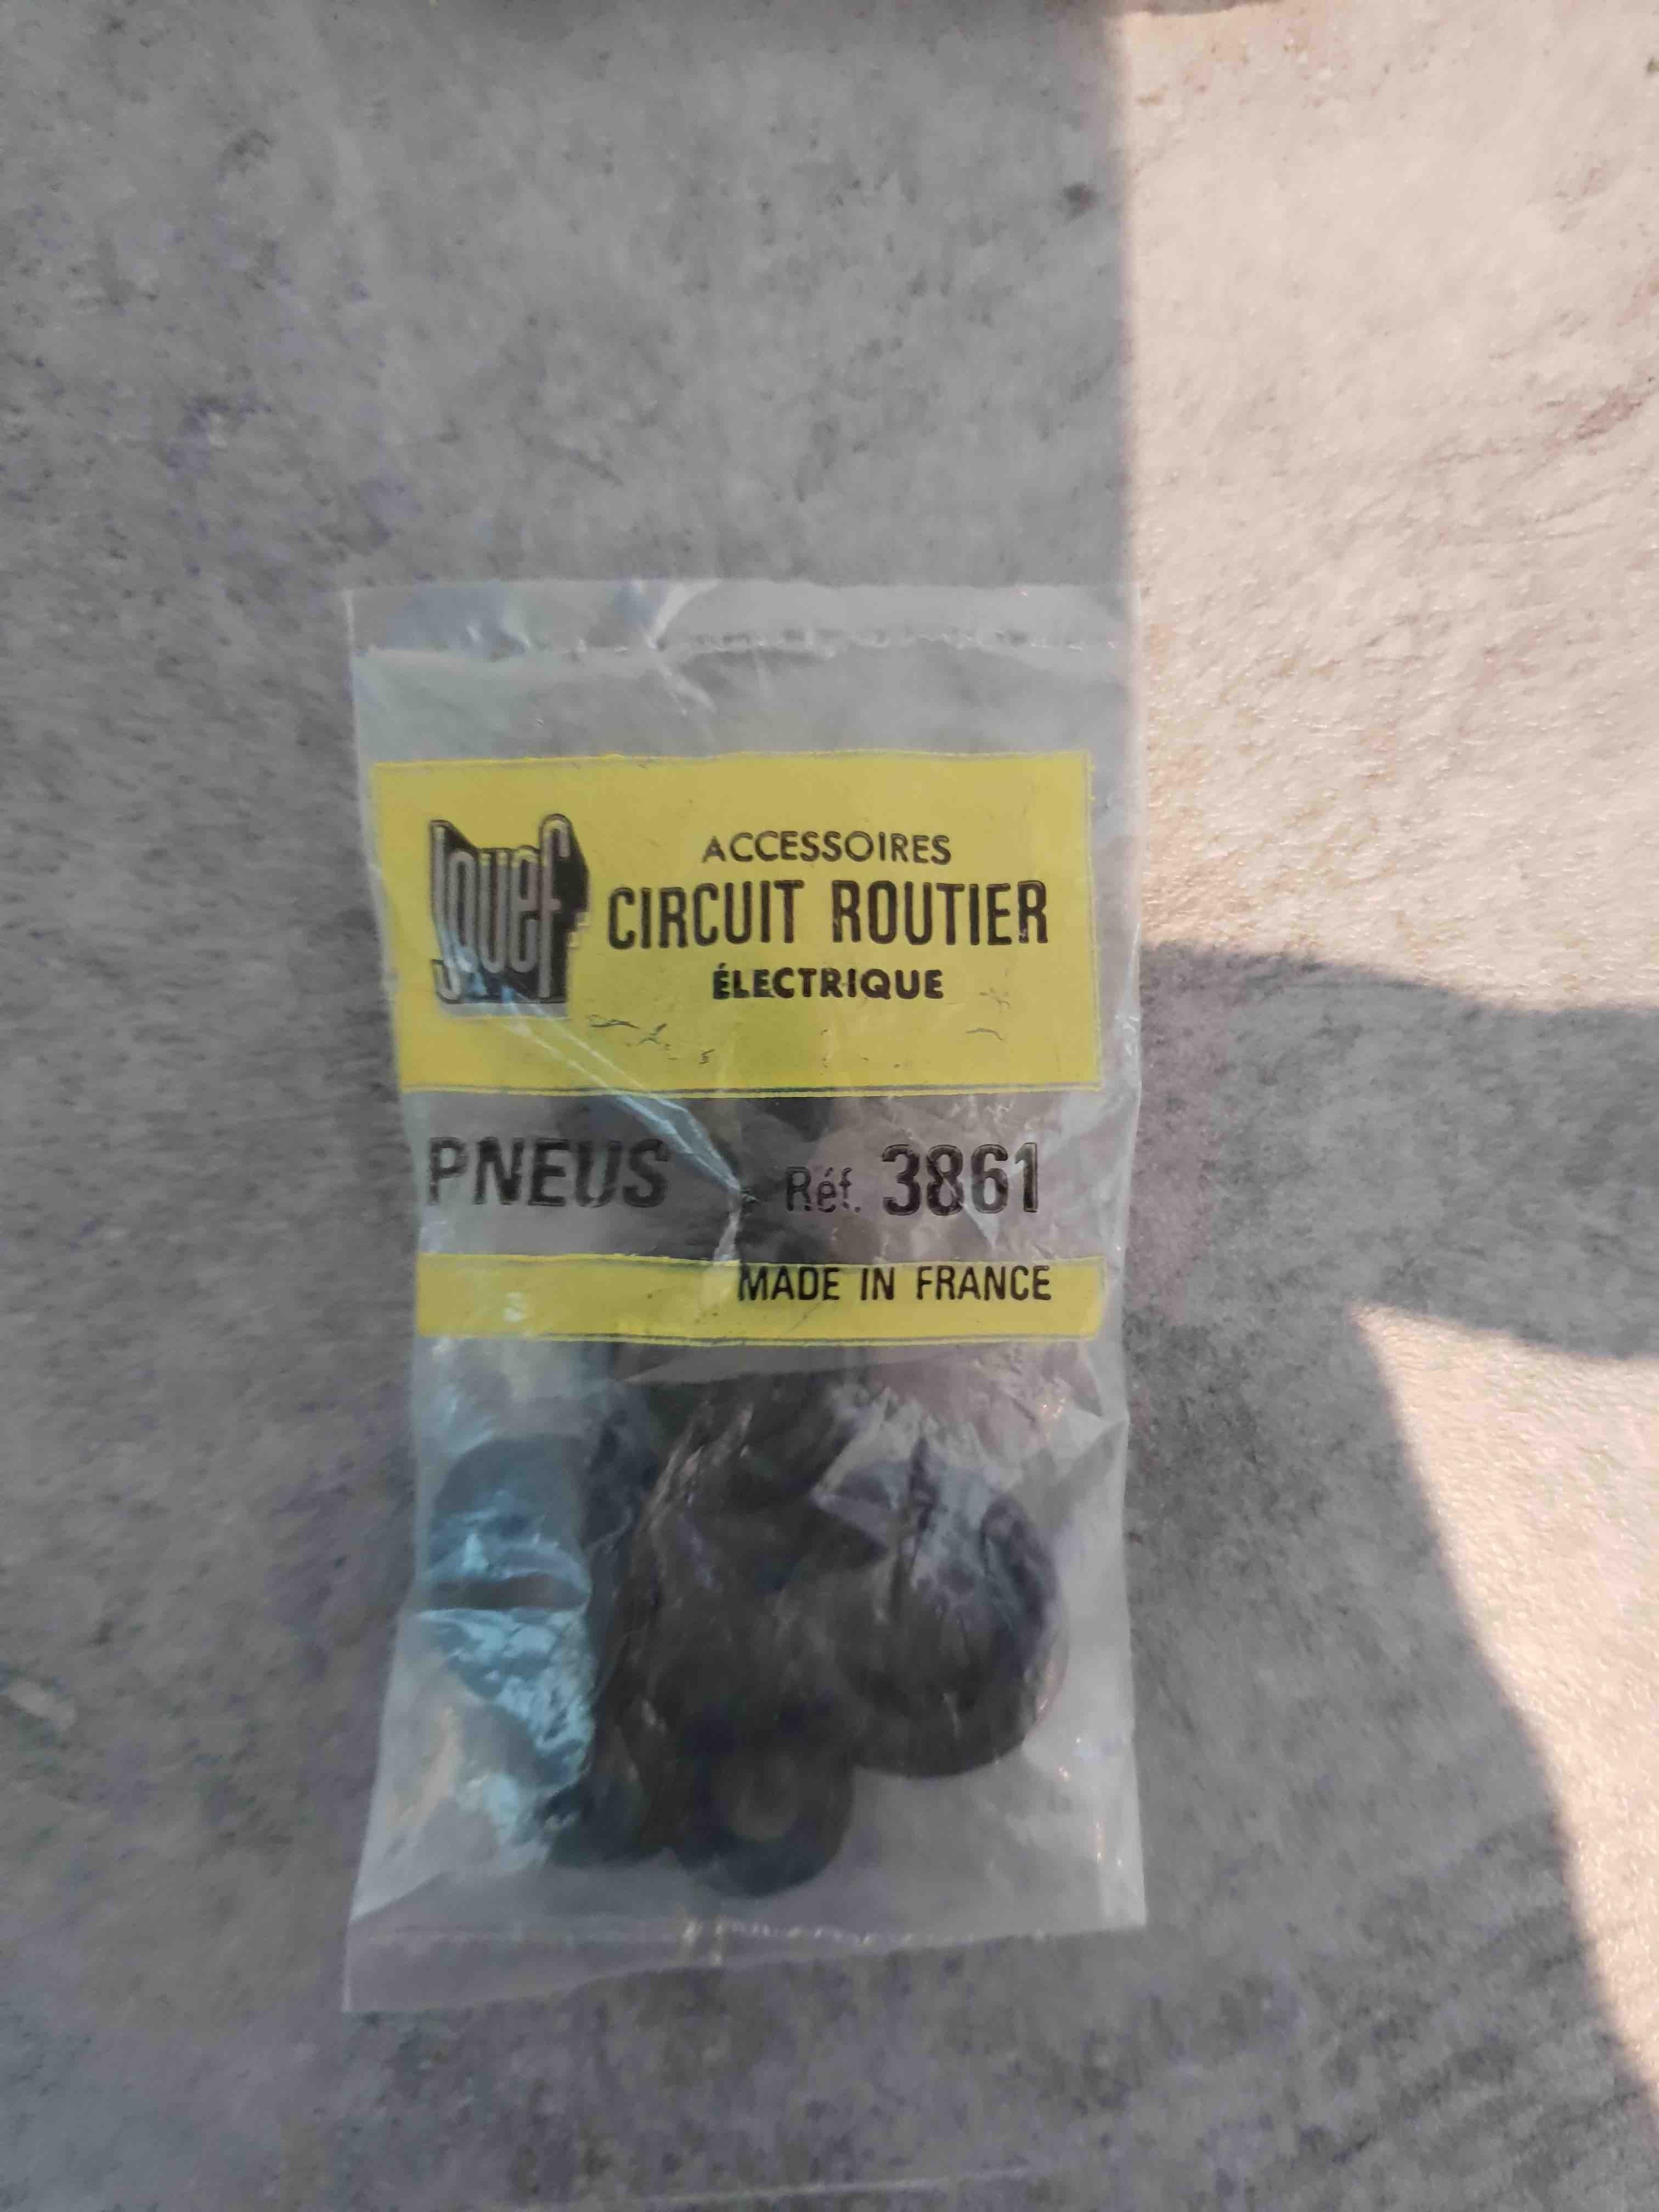 Jouef
ACCESSOIRES
CIRCUIT ROUTIER
ÉLECTRIQUE
PNEUS Réf. 3861
MADE IN FRANCE